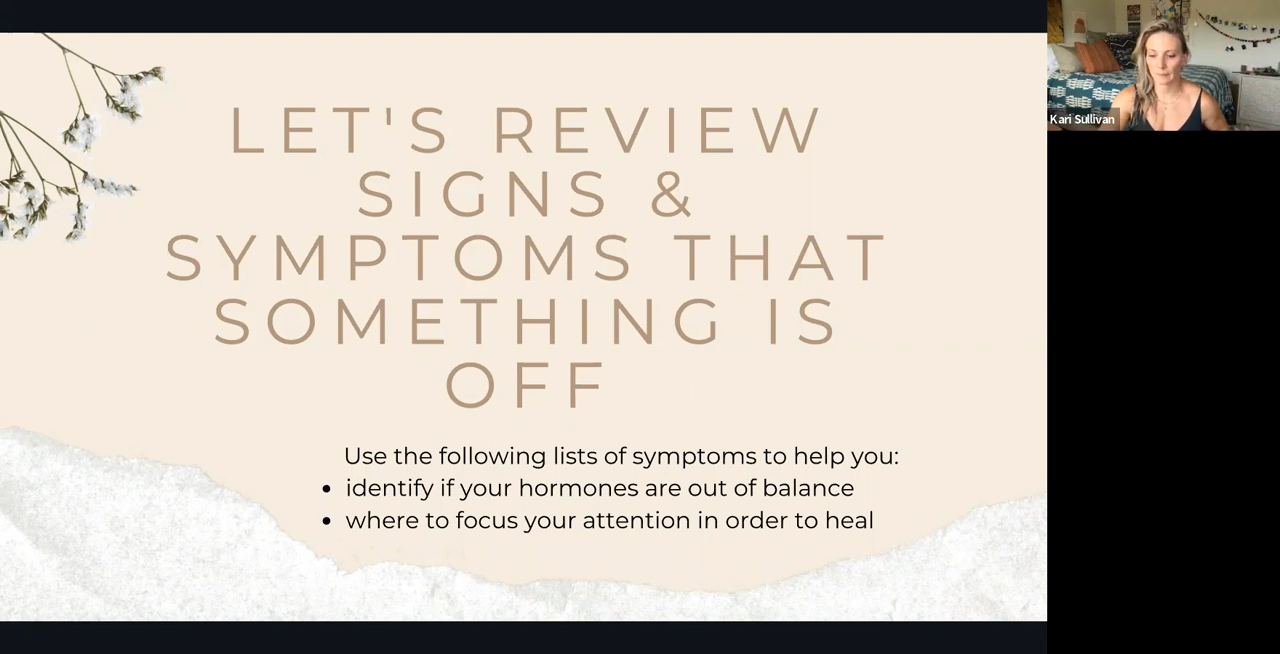 LET'S REVIEW
SIGNS &
SYMPTOMS THAT
SOMETHING IS
OFF
Use the following lists of symptoms to help you:
• identify if your hormones are out of balance
• where to focus your attention in order to heal
Kari Sullivan